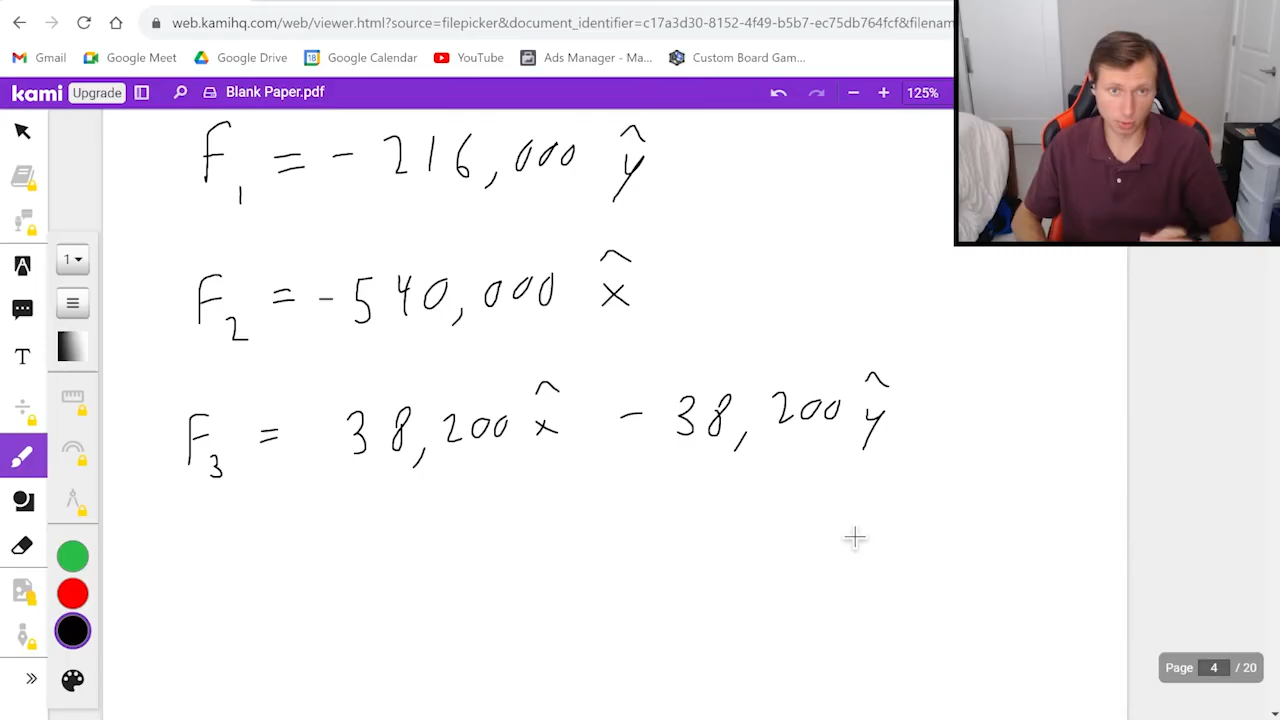 web.kamihq.com/web/viewer.html?source=filepicker&document_identifier=c17a3d30-8152-4f49-b5b7-ec75db764fcf&filenam
Gmail Google Meet Google Drive Google Calendar YouTube Ads Manager - Ma... Custom Board Gam...
kami Upgrade Blank Paper.pdf 125%
F₁ = - 216,000 ŷ
1
F₂ = - 540,000 x̂
F₃ = 38,200 x̂ - 38,200 ŷ
T
Page 4 / 20